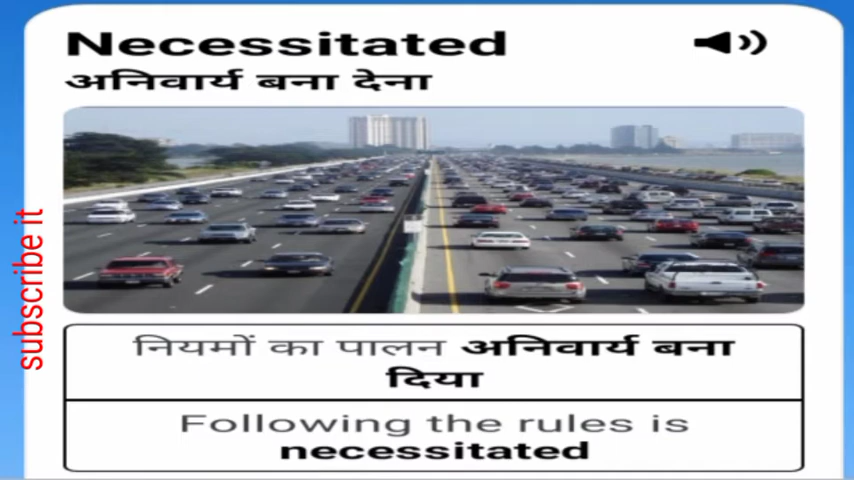 Necessitated
अनिवार्य बना देना
subscribe it
नियमों का पालन अनिवार्य बना
दिया
Following the rules is
necessitated